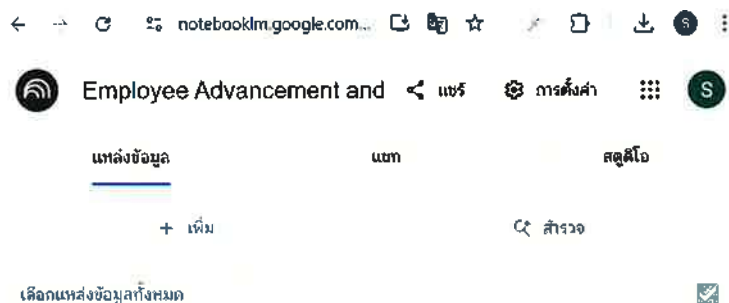 notebooklm.google.com... S
Employee Advancement and แชร์ การตั้งค่า S
แหล่งข้อมูล แชท สตูดิโอ
+ เพิ่ม สำรวจ
เลือกแหล่งข้อมูลทั้งหมด